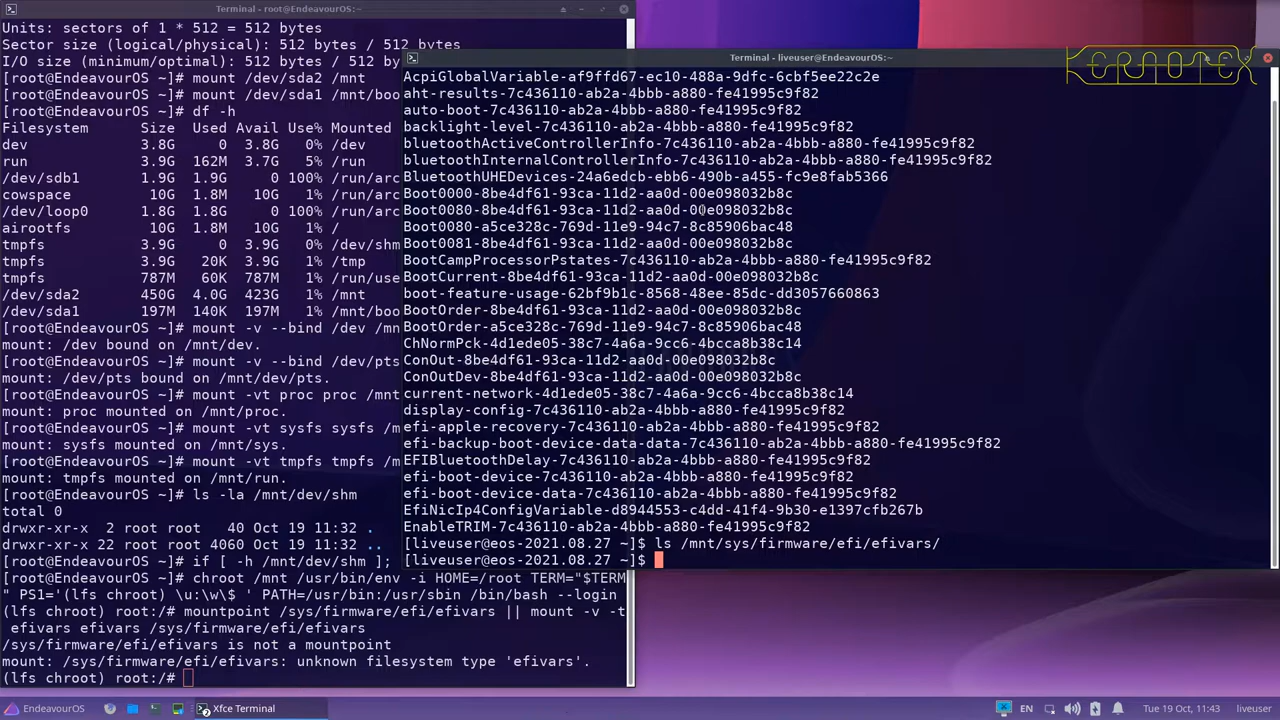 Terminal - root@EndeavourOS:~
Units: sectors of 1 * 512 = 512 bytes
Sector size (logical/physical): 512 bytes / 512 bytes
I/O size (minimum/optimal): 512 bytes / 512 bytes
[root@EndeavourOS ~]# mount /dev/sda2 /mnt
[root@EndeavourOS ~]# mount /dev/sda1 /mnt/boo
[root@EndeavourOS ~]# df -h
Filesystem Size Used Avail Use% Mounted
dev 3.8G 0 3.8G 0% /dev
run 3.9G 162M 3.7G 5% /run
/dev/sdb1 1.9G 1.9G 0 100% /run/arc
cowspace 10G 1.8M 10G 1% /run/arc
/dev/loop0 1.8G 1.8G 0 100% /run/arc
airootfs 10G 1.8M 10G 1% /
tmpfs 3.9G 0 3.9G 0% /dev/shm
tmpfs 3.9G 20K 3.9G 1% /tmp
tmpfs 787M 60K 787M 1% /run/use
/dev/sda2 450G 4.0G 423G 1% /mnt
/dev/sda1 197M 140K 197M 1% /mnt/boo
[root@EndeavourOS ~]# mount -v --bind /dev /mn
mount: /dev bound on /mnt/dev.
[root@EndeavourOS ~]# mount -v --bind /dev/pts
mount: /dev/pts bound on /mnt/dev/pts.
[root@EndeavourOS ~]# mount -vt proc proc /mnt
mount: proc mounted on /mnt/proc.
[root@EndeavourOS ~]# mount -vt sysfs sysfs /m
mount: sysfs mounted on /mnt/sys.
[root@EndeavourOS ~]# mount -vt tmpfs tmpfs /m
mount: tmpfs mounted on /mnt/run.
[root@EndeavourOS ~]# ls -la /mnt/dev/shm
total 0
drwxr-xr-x 2 root root 40 Oct 19 11:32 .
drwxr-xr-x 22 root root 4060 Oct 19 11:32 ..
[root@EndeavourOS ~]# if [ -h /mnt/dev/shm ];
[root@EndeavourOS ~]# chroot /mnt /usr/bin/env -i HOME=/root TERM="$TERM
" PS1='(lfs chroot) \u:\w\$ ' PATH=/usr/bin:/usr/sbin /bin/bash --login
(lfs chroot) root:/# mountpoint /sys/firmware/efi/efivars || mount -v -t
efivars efivars /sys/firmware/efi/efivars
/sys/firmware/efi/efivars is not a mountpoint
mount: /sys/firmware/efi/efivars: unknown filesystem type 'efivars'.
(lfs chroot) root:/#
Terminal - liveuser@EndeavourOS:~
KERNOTEX
AcpiGlobalVariable-af9ffd67-ec10-488a-9dfc-6cbf5ee22c2e
aht-results-7c436110-ab2a-4bbb-a880-fe41995c9f82
auto-boot-7c436110-ab2a-4bbb-a880-fe41995c9f82
backlight-level-7c436110-ab2a-4bbb-a880-fe41995c9f82
bluetoothActiveControllerInfo-7c436110-ab2a-4bbb-a880-fe41995c9f82
bluetoothInternalControllerInfo-7c436110-ab2a-4bbb-a880-fe41995c9f82
BluetoothUHEDevices-24a6edcb-ebb6-490b-a455-fc9e8fab5366
Boot0000-8be4df61-93ca-11d2-aa0d-00e098032b8c
Boot0080-8be4df61-93ca-11d2-aa0d-00e098032b8c
Boot0080-a5ce328c-769d-11e9-94c7-8c85906bac48
Boot0081-8be4df61-93ca-11d2-aa0d-00e098032b8c
BootCampProcessorPstates-7c436110-ab2a-4bbb-a880-fe41995c9f82
BootCurrent-8be4df61-93ca-11d2-aa0d-00e098032b8c
boot-feature-usage-62bf9b1c-8568-48ee-85dc-dd3057660863
BootOrder-8be4df61-93ca-11d2-aa0d-00e098032b8c
BootOrder-a5ce328c-769d-11e9-94c7-8c85906bac48
ChNormPck-4d1ede05-38c7-4a6a-9cc6-4bcca8b38c14
ConOut-8be4df61-93ca-11d2-aa0d-00e098032b8c
ConOutDev-8be4df61-93ca-11d2-aa0d-00e098032b8c
current-network-4d1ede05-38c7-4a6a-9cc6-4bcca8b38c14
display-config-7c436110-ab2a-4bbb-a880-fe41995c9f82
efi-apple-recovery-7c436110-ab2a-4bbb-a880-fe41995c9f82
efi-backup-boot-device-data-data-7c436110-ab2a-4bbb-a880-fe41995c9f82
EFIBluetoothDelay-7c436110-ab2a-4bbb-a880-fe41995c9f82
efi-boot-device-7c436110-ab2a-4bbb-a880-fe41995c9f82
efi-boot-device-data-7c436110-ab2a-4bbb-a880-fe41995c9f82
EfiNicIp4ConfigVariable-d8944553-c4dd-41f4-9b30-e1397cfb267b
EnableTRIM-7c436110-ab2a-4bbb-a880-fe41995c9f82
[liveuser@eos-2021.08.27 ~]$ ls /mnt/sys/firmware/efi/efivars/
[liveuser@eos-2021.08.27 ~]$
EndeavourOS
Xfce Terminal
EN
Tue 19 Oct, 11:43
liveuser